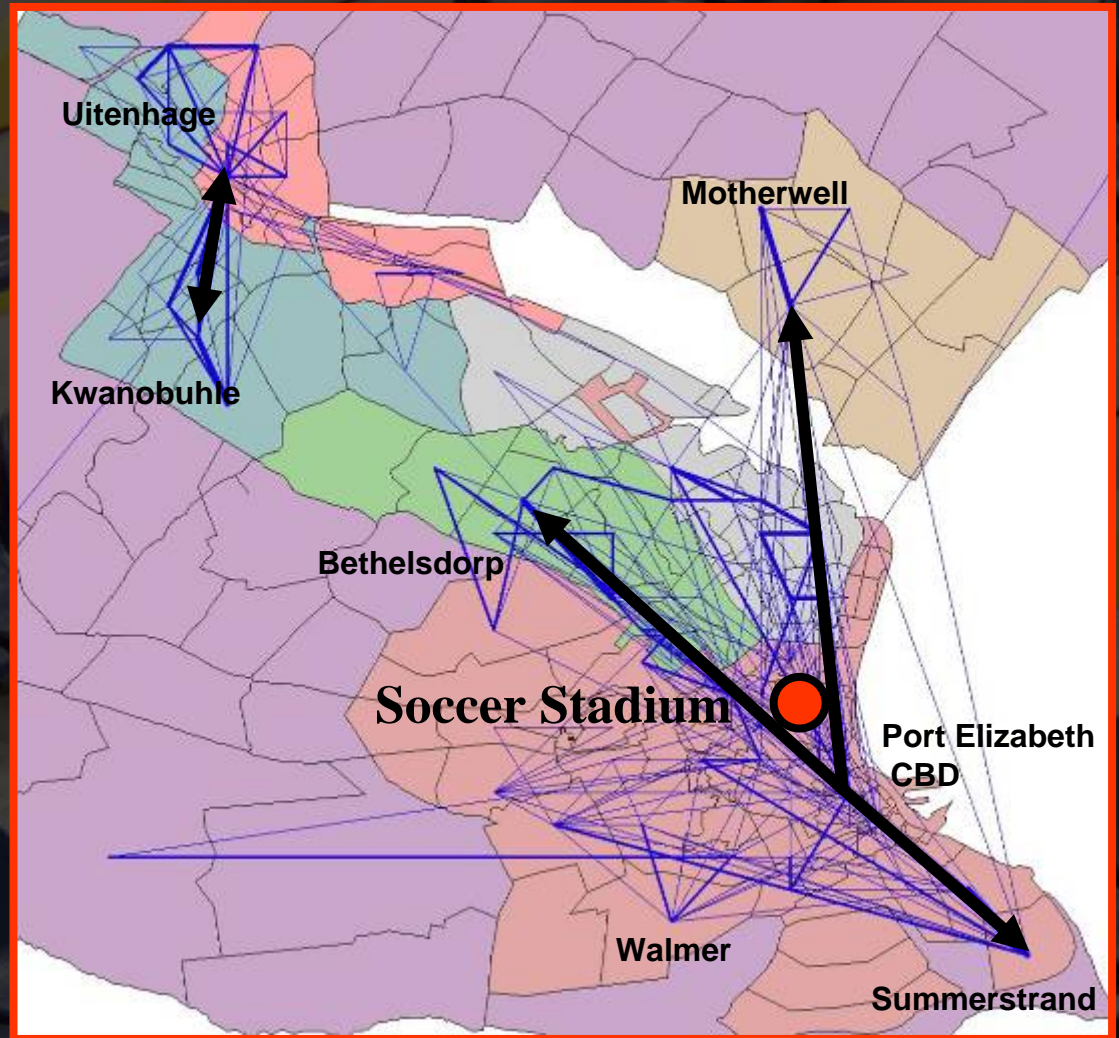 Uitenhage
Motherwell
Kwanobuhle
Bethelsdorp
Soccer Stadium
Port Elizabeth
CBD
Walmer
Summerstrand